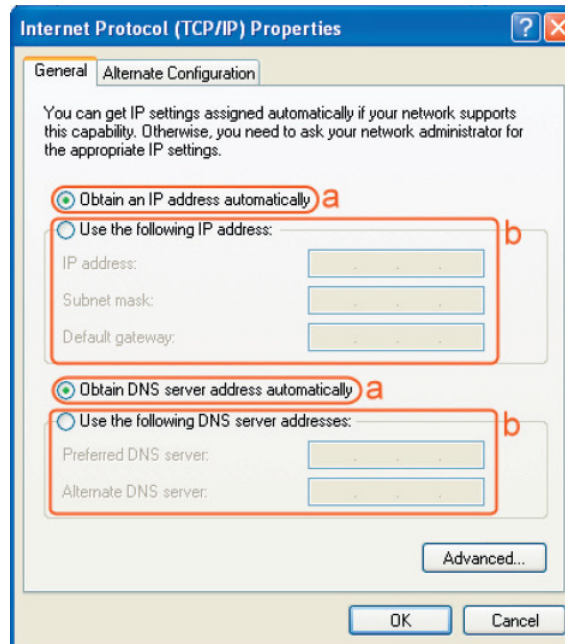 Internet Protocol (TCP/IP) Properties
General
Alternate Configuration
You can get IP settings assigned automatically if your network supports
this capability. Otherwise, you need to ask your network administrator for
the appropriate IP settings.
Obtain an IP address automatically a
Use the following IP address: b
IP address:
Subnet mask:
Default gateway:
Obtain DNS server address automatically a
Use the following DNS server addresses: b
Preferred DNS server:
Alternate DNS server:
Advanced...
OK
Cancel